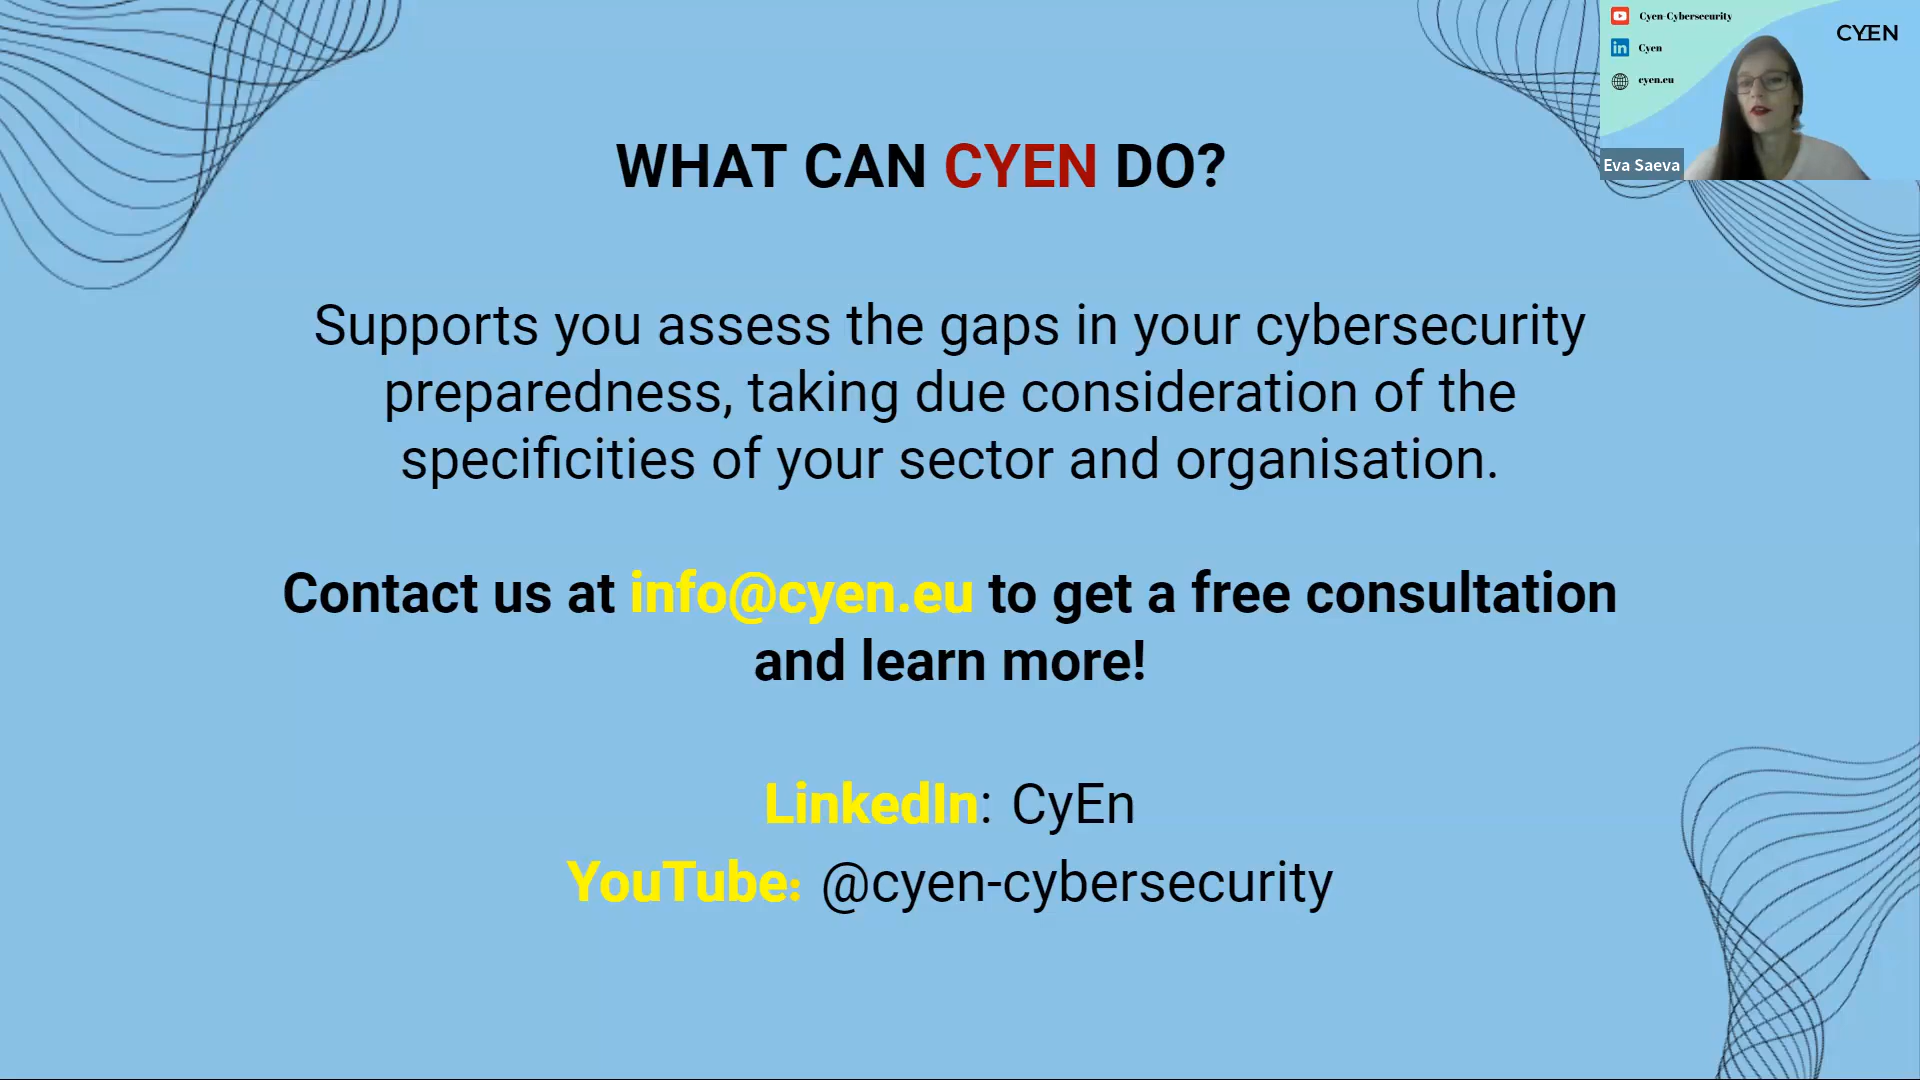 Cyen-Cybersecurity
Cyen
cyen.eu
CYEN
Eva Saeva
WHAT CAN CYEN DO?
Supports you assess the gaps in your cybersecurity
preparedness, taking due consideration of the
specificities of your sector and organisation.
Contact us at info@cyen.eu to get a free consultation
and learn more!
LinkedIn: CyEn
YouTube: @cyen-cybersecurity